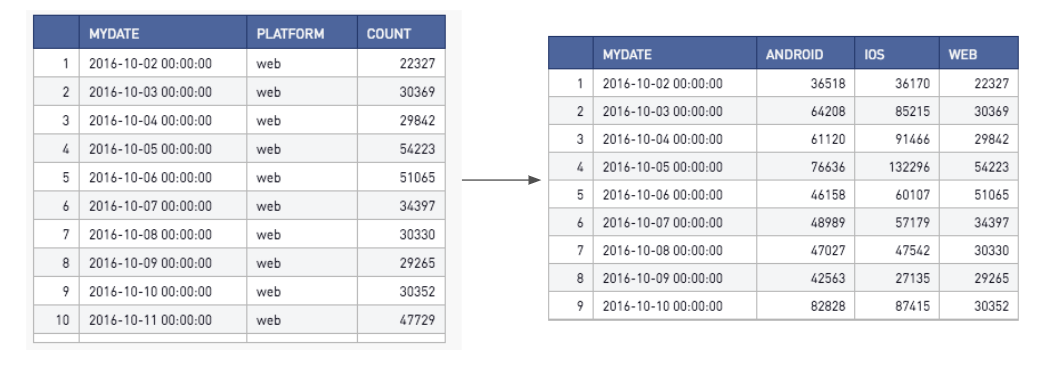 MYDATE PLATFORM COUNT
1 2016-10-02 00:00:00 web 22327
2 2016-10-03 00:00:00 web 30369
3 2016-10-04 00:00:00 web 29842
4 2016-10-05 00:00:00 web 54223
5 2016-10-06 00:00:00 web 51065
6 2016-10-07 00:00:00 web 34397
7 2016-10-08 00:00:00 web 30330
8 2016-10-09 00:00:00 web 29265
9 2016-10-10 00:00:00 web 30352
10 2016-10-11 00:00:00 web 47729
MYDATE ANDROID IOS WEB
1 2016-10-02 00:00:00 36518 36170 22327
2 2016-10-03 00:00:00 64208 85215 30369
3 2016-10-04 00:00:00 61120 91466 29842
4 2016-10-05 00:00:00 76636 132296 54223
5 2016-10-06 00:00:00 46158 60107 51065
6 2016-10-07 00:00:00 48989 57179 34397
7 2016-10-08 00:00:00 47027 47542 30330
8 2016-10-09 00:00:00 42563 27135 29265
9 2016-10-10 00:00:00 82828 87415 30352